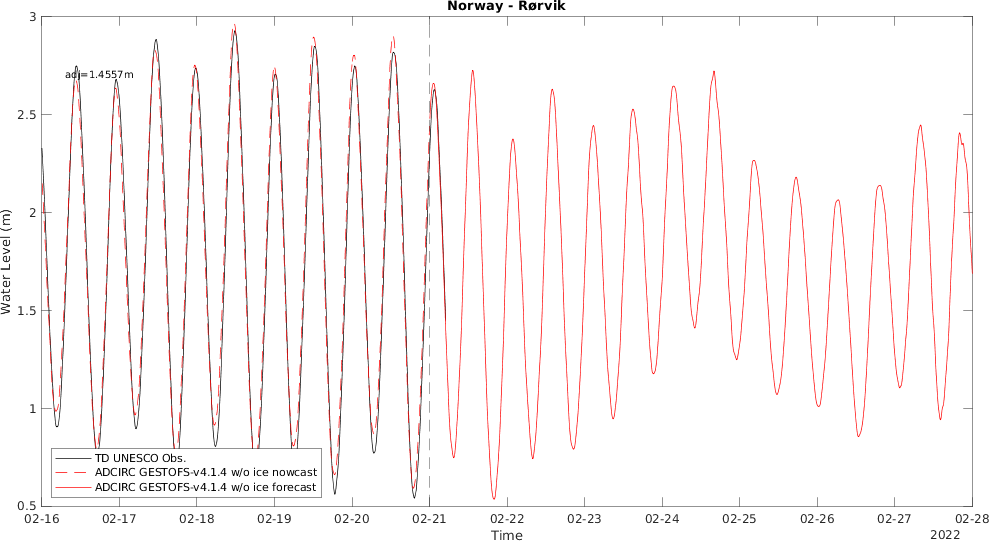 Norway - Rørvik
3
2.5
2
1.5
1
0.5
Water Level (m)
adj=1.4557m
TD UNESCO Obs.
ADCIRC GESTOFS-v4.1.4 w/o ice nowcast
ADCIRC GESTOFS-v4.1.4 w/o ice forecast
02-16 02-17 02-18 02-19 02-20 02-21 02-22 02-23 02-24 02-25 02-26 02-27 02-28
Time
2022